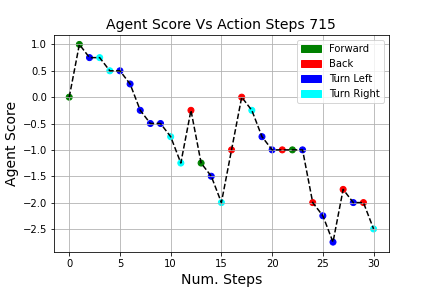 Agent Score Vs Action Steps 715
1.0
0.5
0.0
−0.5
−1.0
−1.5
−2.0
−2.5
Agent Score
Forward
Back
Turn Left
Turn Right
0 5 10 15 20 25 30
Num. Steps